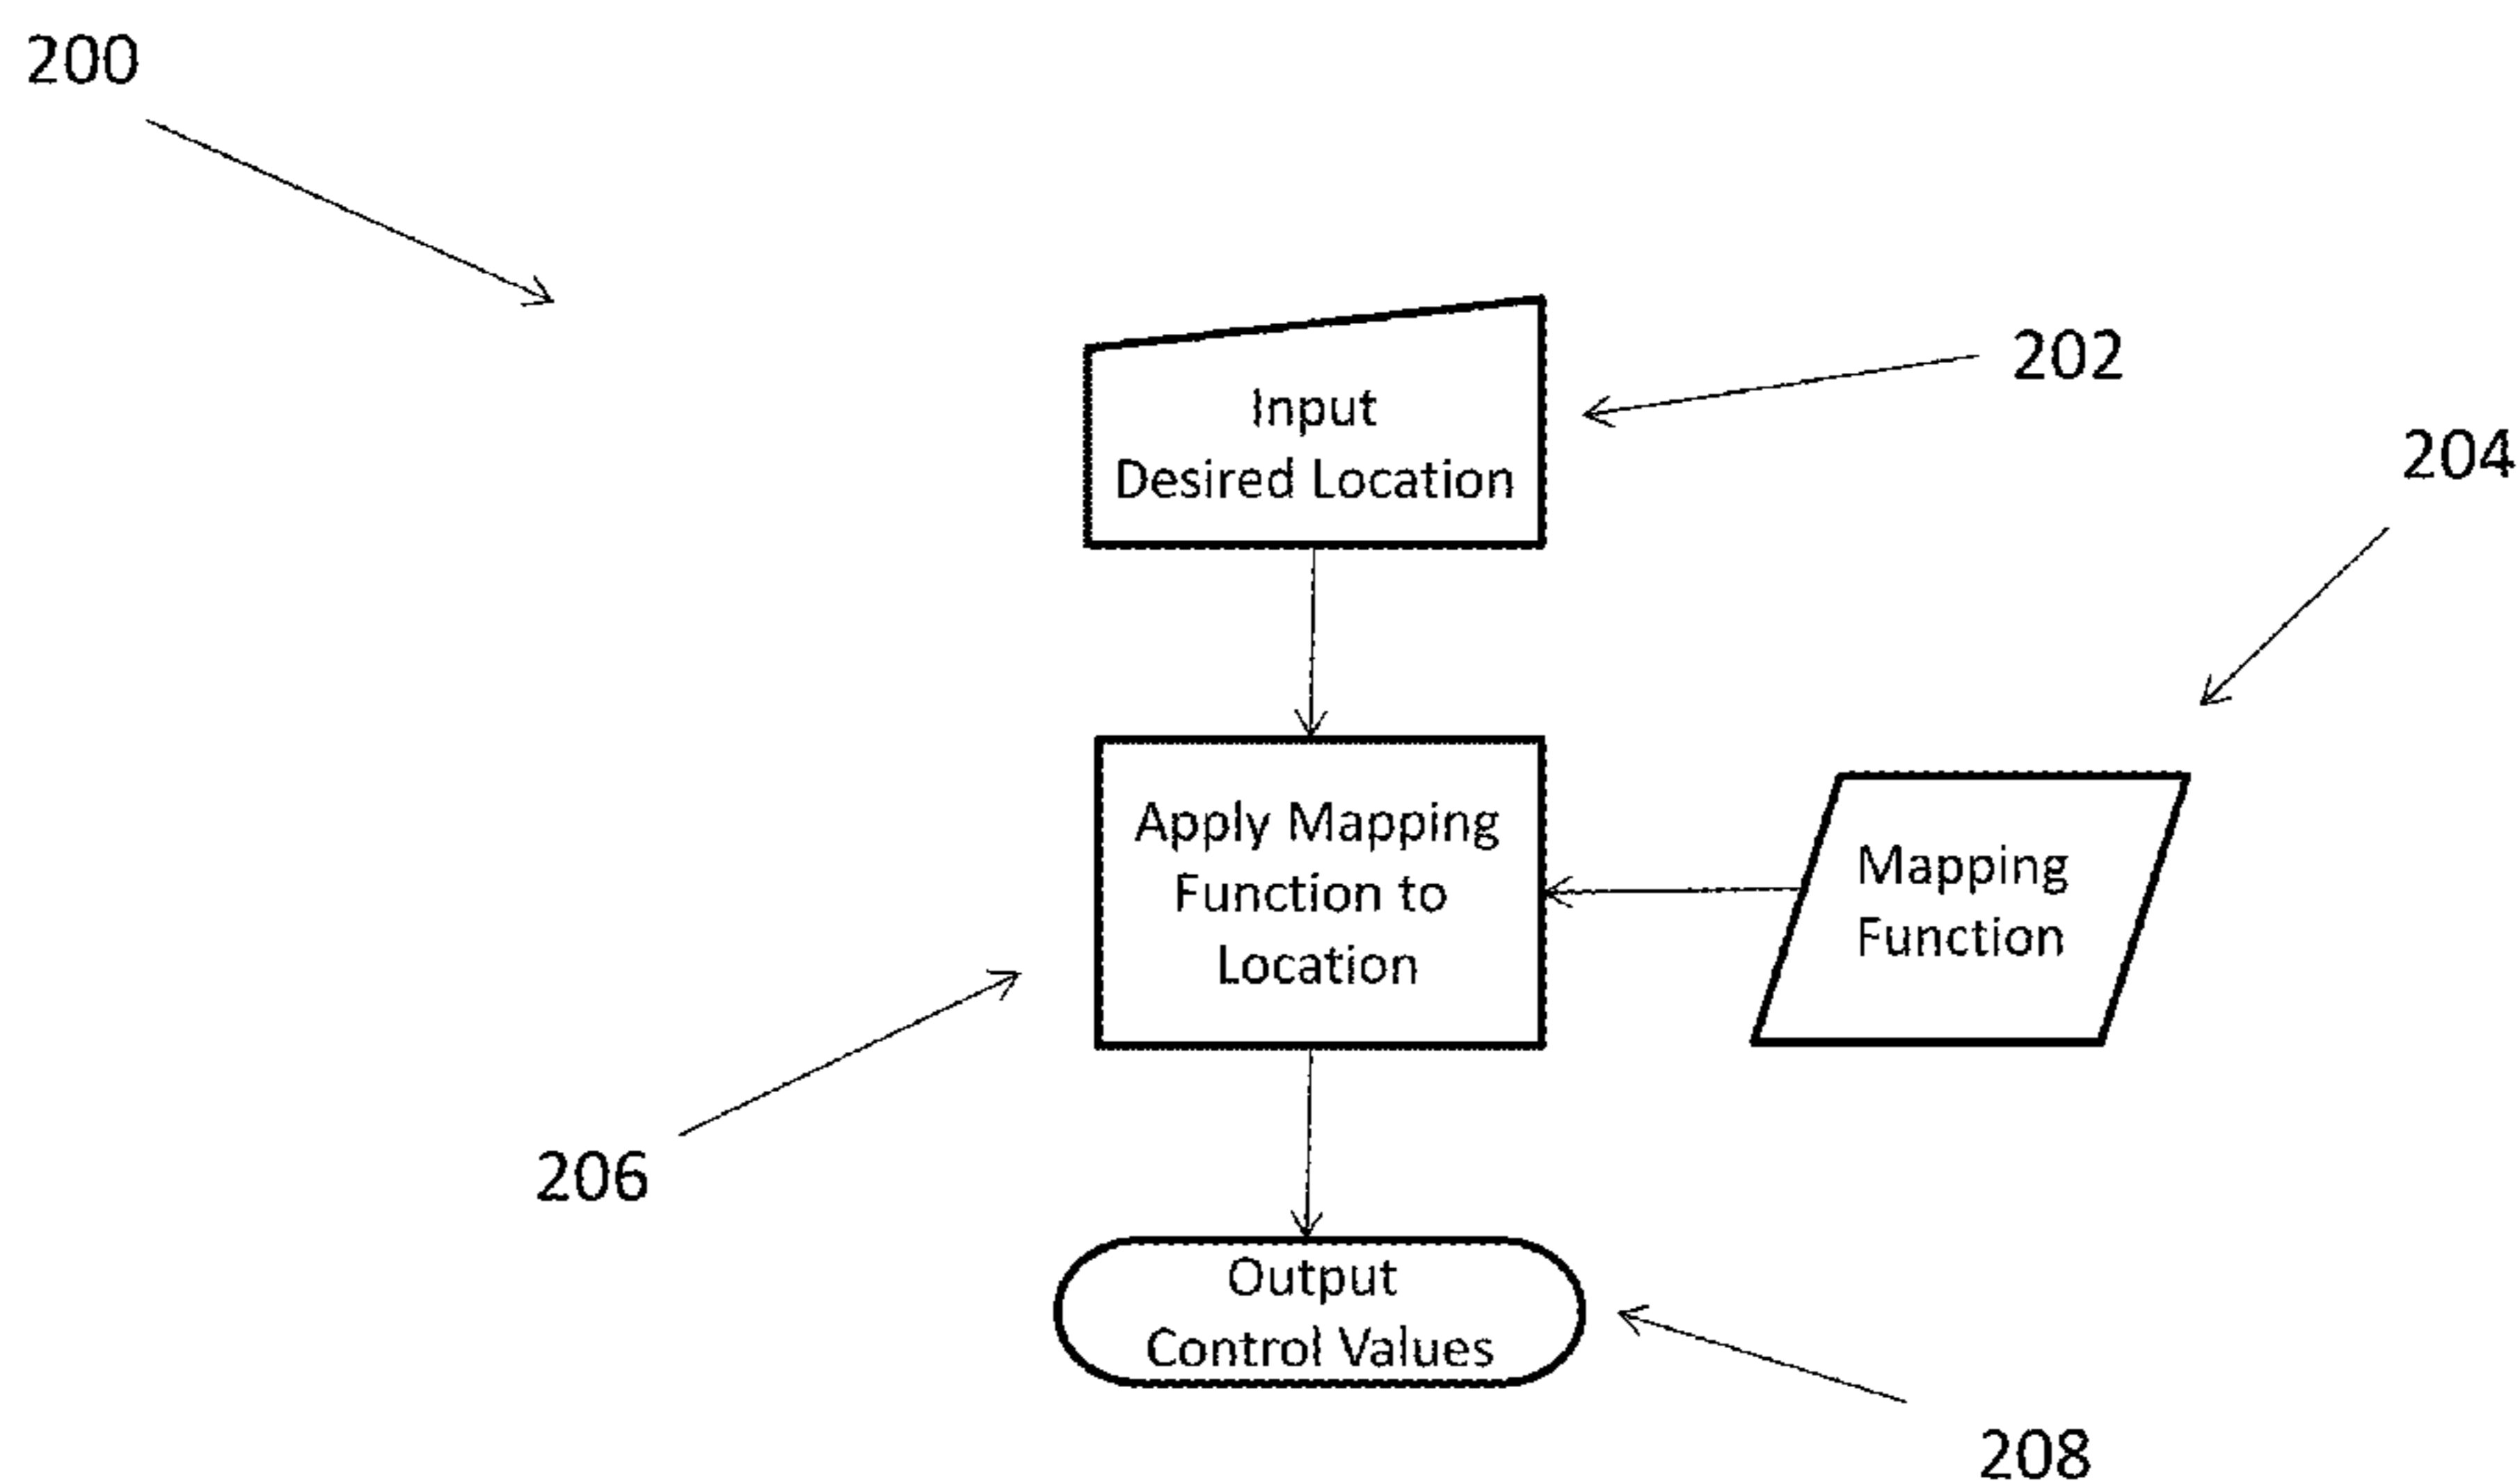 200
202
Input
Desired Location
204
Apply Mapping
Function to
Location
Mapping
Function
206
Output
Control Values
208